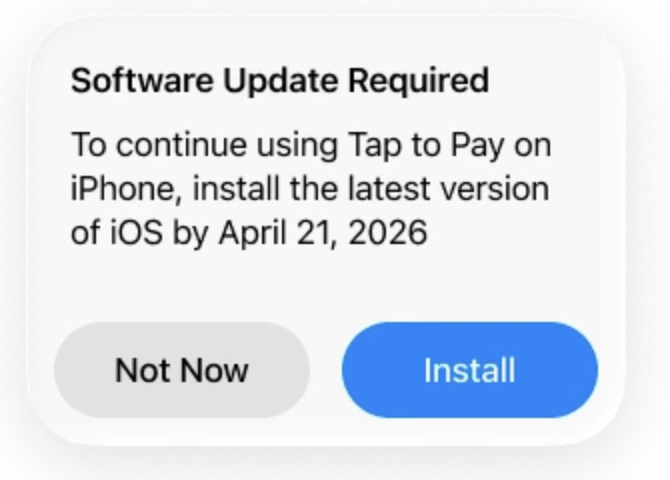 Software Update Required
To continue using Tap to Pay on
iPhone, install the latest version
of iOS by April 21, 2026
Not Now
Install